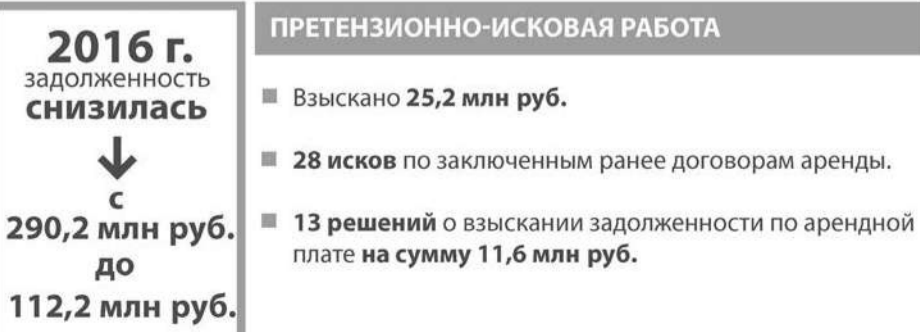 2016 г.
задолженность
снизилась
с
290,2 млн руб.
до
112,2 млн руб.
ПРЕТЕНЗИОННО-ИСКОВАЯ РАБОТА
Взыскано 25,2 млн руб.
28 исков по заключенным ранее договорам аренды.
13 решений о взыскании задолженности по арендной
плате на сумму 11,6 млн руб.